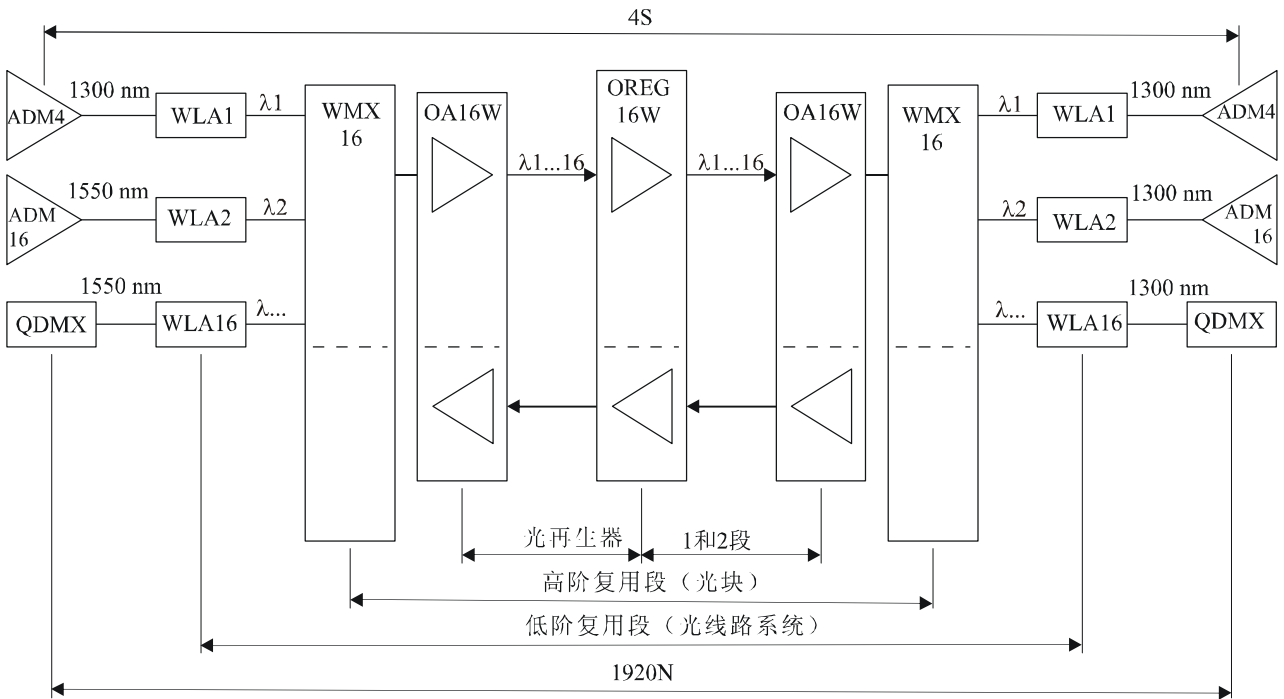 4S
1300 nm
ADM4
WLA1
λ1
WMX
16
OA16W
λ1...16
OREG
16W
λ1...16
OA16W
WMX
16
λ1
WLA1
1300 nm
ADM4
1550 nm
ADM
16
WLA2
λ2
λ2
WLA2
1300 nm
ADM
16
1550 nm
QDMX
WLA16
λ...
λ...
WLA16
1300 nm
QDMX
光再生器
1和2段
高阶复用段（光块）
低阶复用段（光线路系统）
1920N